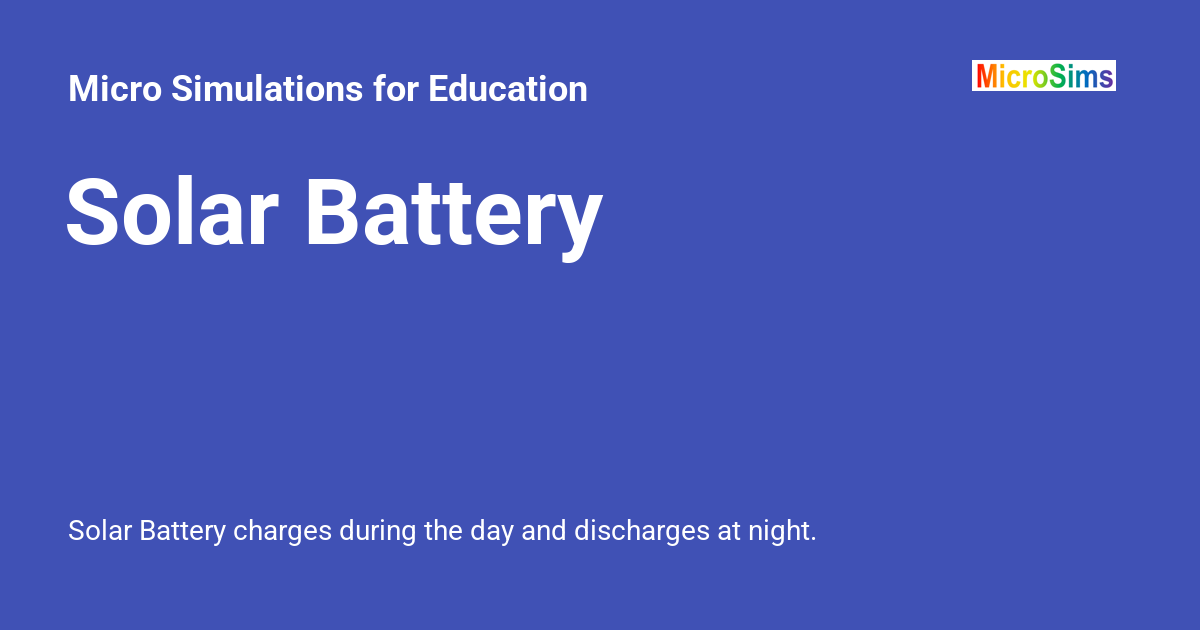 Micro Simulations for Education
MicroSims
Solar Battery
Solar Battery charges during the day and discharges at night.